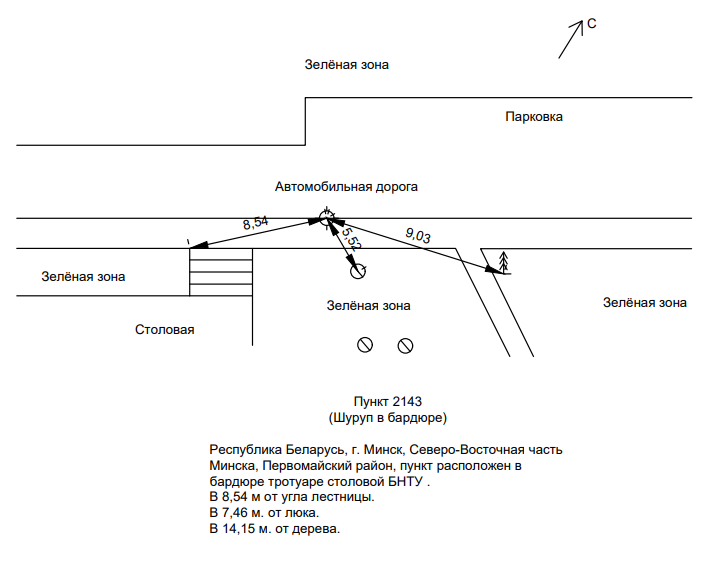 С
Зелёная зона
Парковка
Автомобильная дорога
8,54
5,52
9,03
Зелёная зона
Зелёная зона
Зелёная зона
Столовая
Пункт 2143
(Шуруп в бардюре)
Республика Беларусь, г. Минск, Северо-Восточная часть
Минска, Первомайский район, пункт расположен в
бардюре тротуаре столовой БНТУ .
В 8,54 м от угла лестницы.
В 7,46 м. от люка.
В 14,15 м. от дерева.